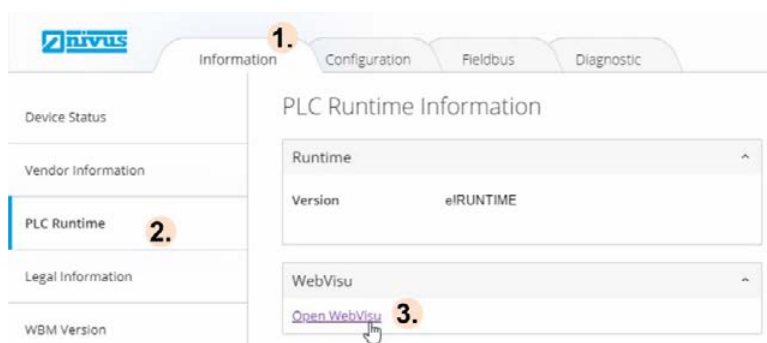 nivus
1.
Information
Configuration
Fieldbus
Diagnostic
Device Status
Vendor Information
PLC Runtime
2.
Legal Information
WBM Version
PLC Runtime Information
Runtime
Version e!RUNTIME
WebVisu
Open WebVisu 3.